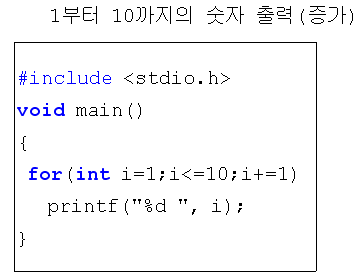 1부터 10까지의 숫자 출력(증가)
#include <stdio.h>
void main()
{
for(int i=1;i<=10;i+=1)
printf("%d ", i);
}